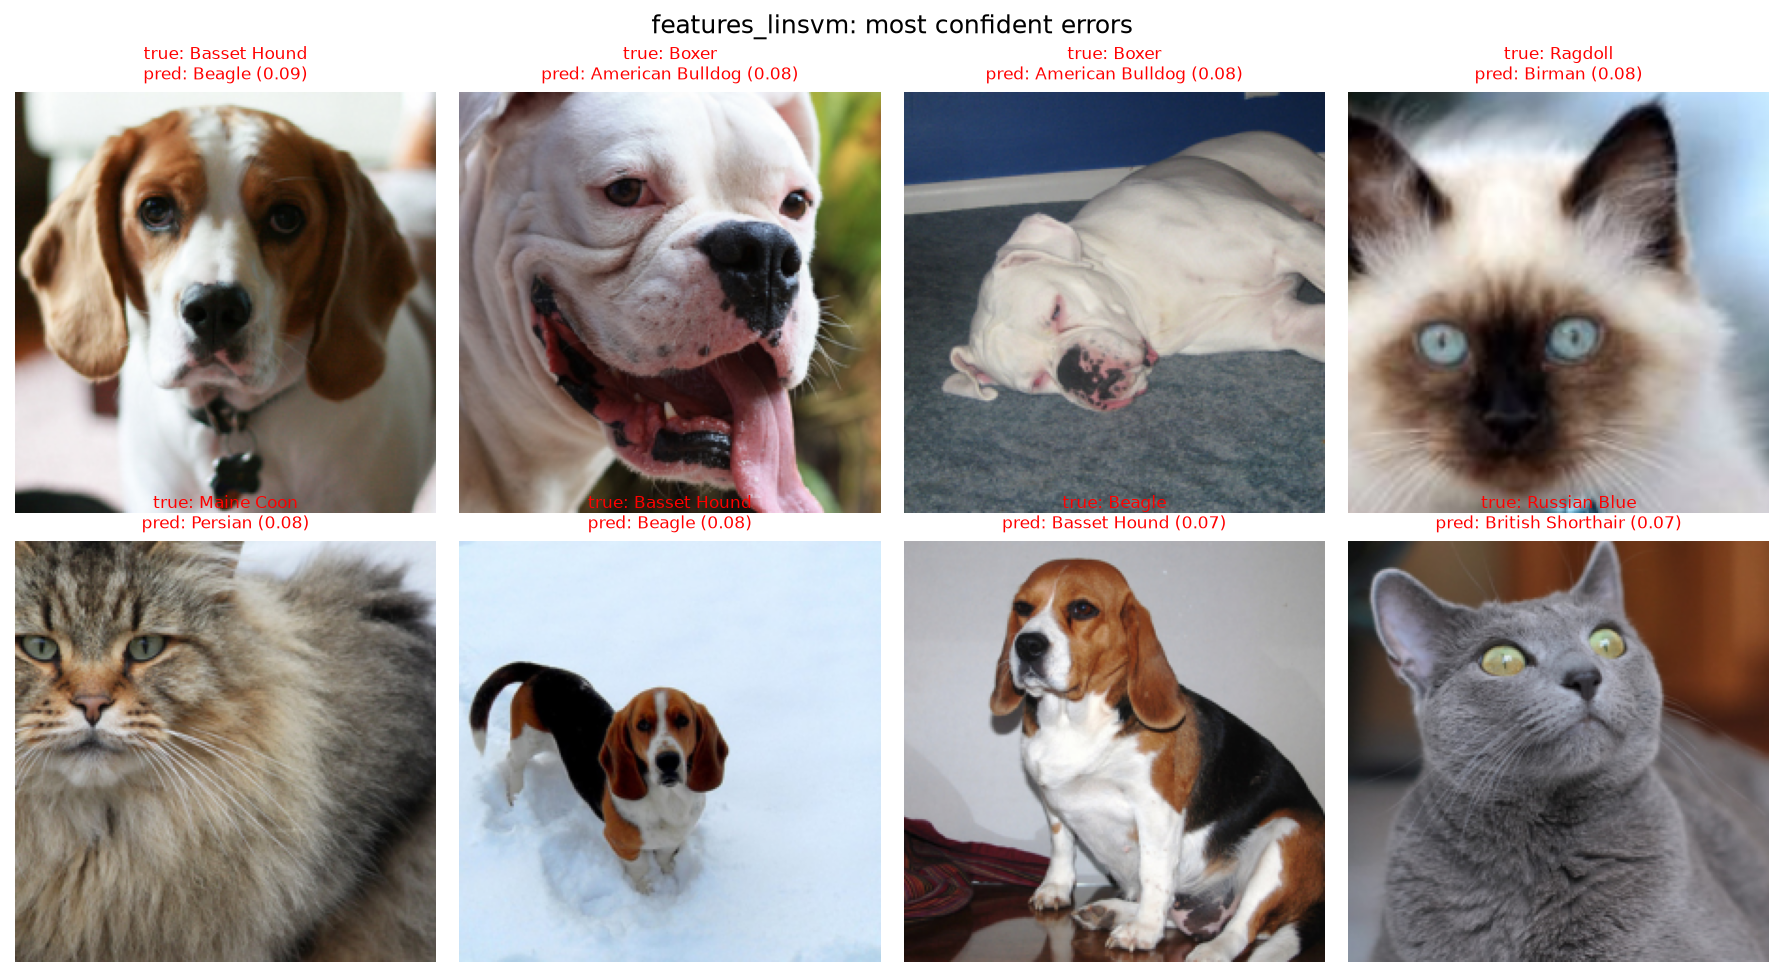 features_linsvm: most confident errors
true: Basset Hound
pred: Beagle (0.09)
true: Boxer
pred: American Bulldog (0.08)
true: Boxer
pred: American Bulldog (0.08)
true: Ragdoll
pred: Birman (0.08)
true: Maine Coon
pred: Persian (0.08)
true: Basset Hound
pred: Beagle (0.08)
true: Beagle
pred: Basset Hound (0.07)
true: Russian Blue
pred: British Shorthair (0.07)